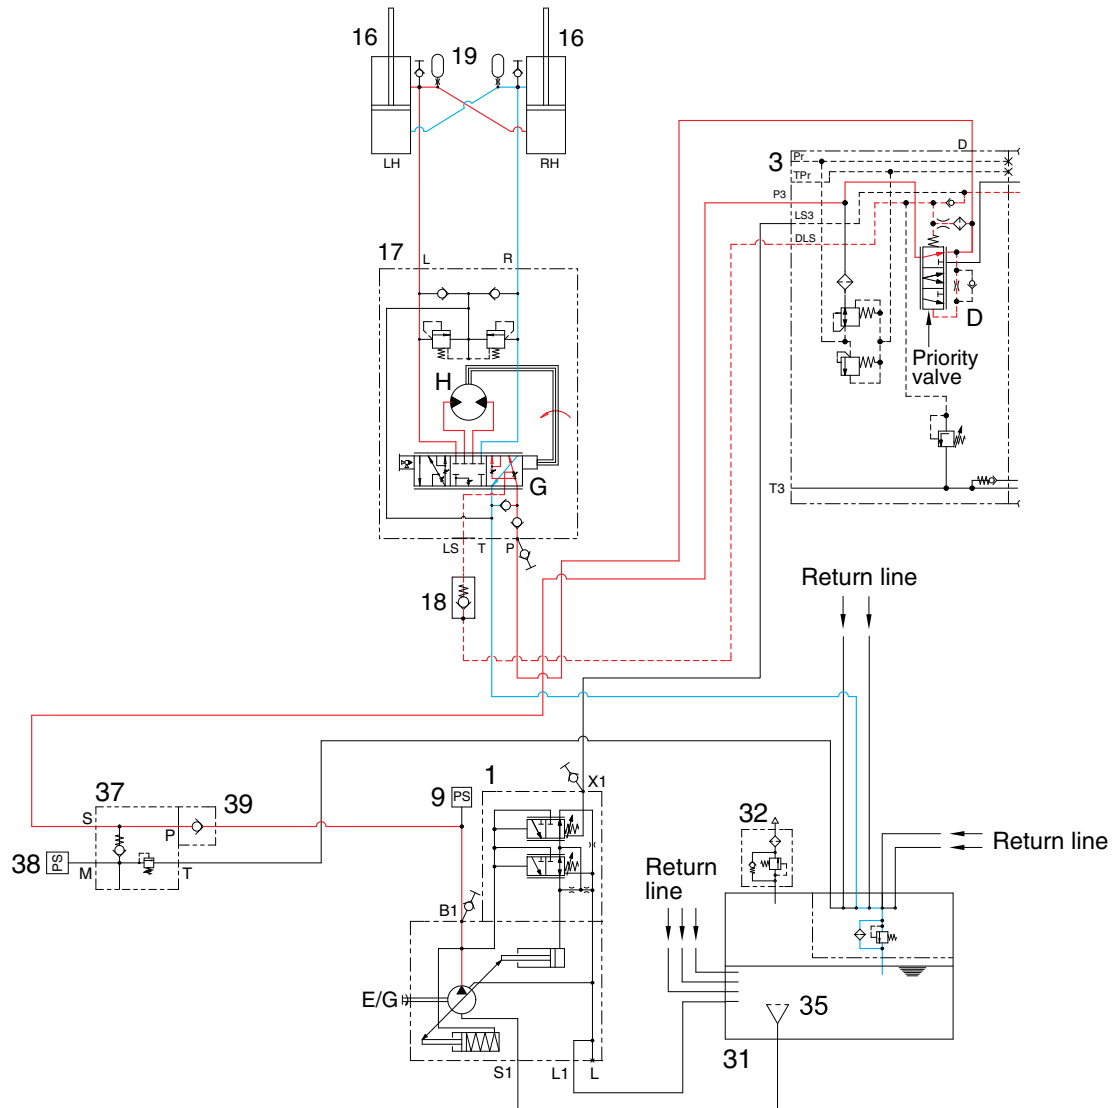 16
19
16
LH
RH
D
3
Pr
TPr
P3
LS3
DLS
17
L
R
D
Priority
valve
H
G
T3
LS
T
P
18
Return line
1
X1
37
39
9
PS
32
S
P
38
PS
M
T
Return line
Return
line
B1
E/G
35
31
S1
L1
L